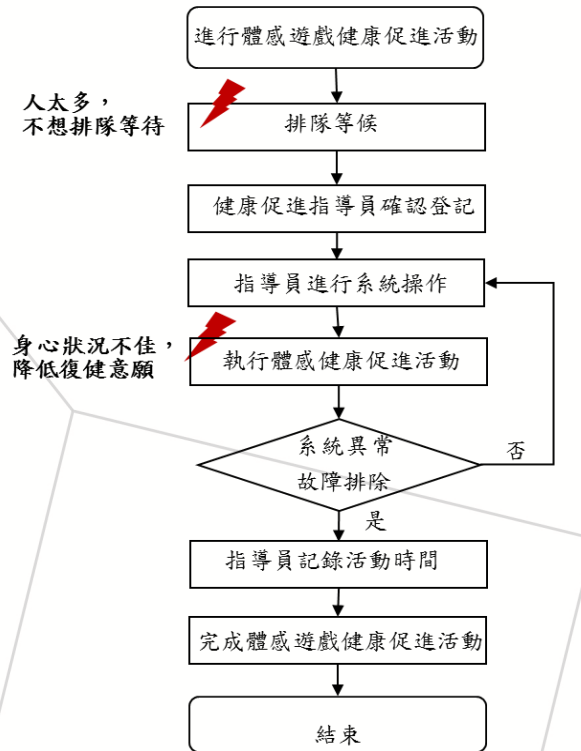 進行體感遊戲健康促進活動
人太多，
不想排隊等待
排隊等候
健康促進指導員確認登記
指導員進行系統操作
身心狀況不佳，
降低復健意願
執行體感健康促進活動
系統異常
故障排除
否
是
指導員記錄活動時間
完成體感遊戲健康促進活動
結束